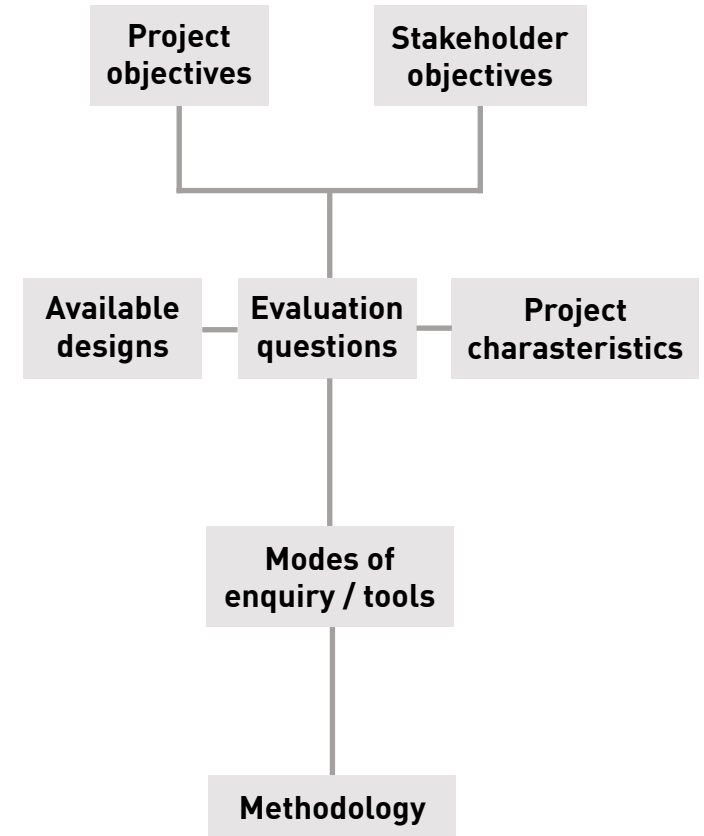 Project
objectives
Stakeholder
objectives
Available
designs
Evaluation
questions
Project
charasteristics
Modes of
enquiry / tools
Methodology